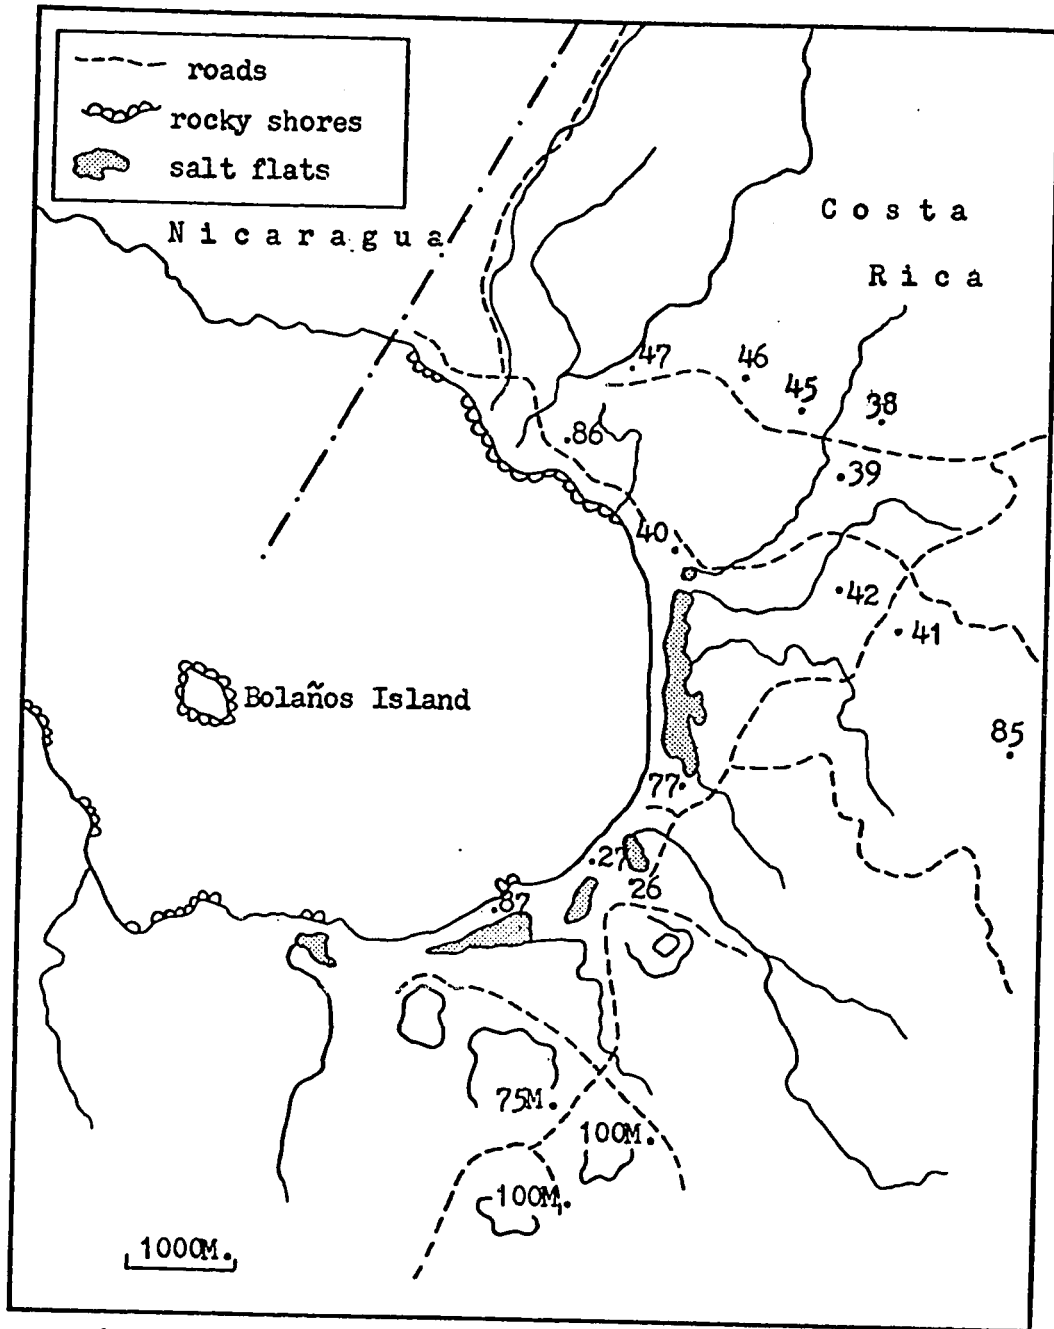 roads
rocky shores
salt flats
Nicaragua
Costa
Rica
47
46
45
38
.86
39
40
42
41
Bolaños Island
85
77
.27
26
.87
75M.
100M.
100M.
1000M.